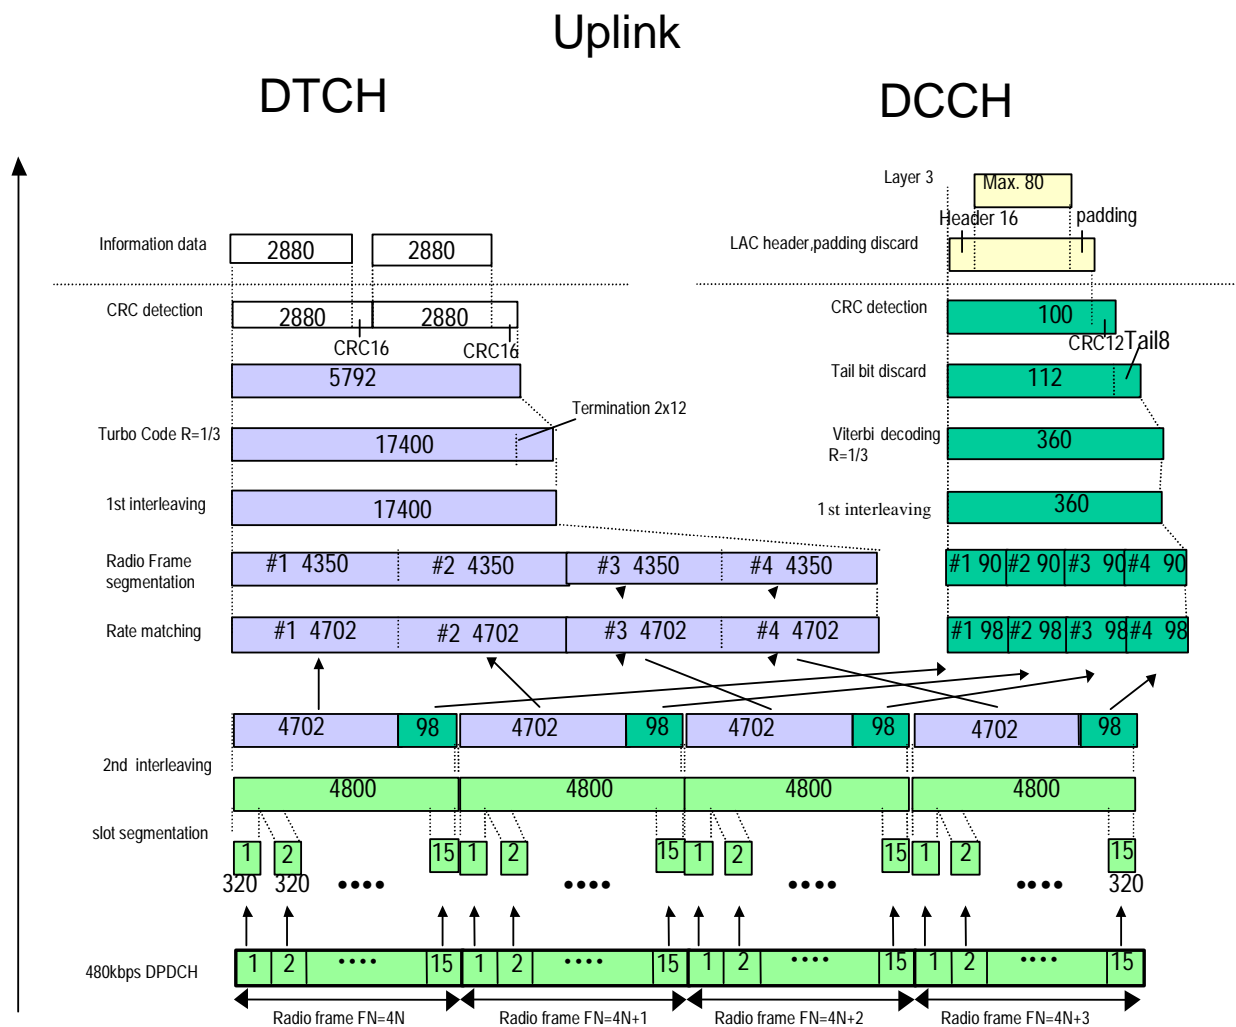 Uplink
DTCH
DCCH
Layer 3
Max. 80
Header 16
padding
Information data
2880
2880
LAC header,padding discard
CRC detection
2880
2880
CRC16
CRC16
CRC detection
100
CRC12
Tail8
5792
Tail bit discard
112
Termination 2x12
Turbo Code R=1/3
17400
Viterbi decoding
R=1/3
360
1st interleaving
17400
1st interleaving
360
Radio Frame
segmentation
#1 4350
#2 4350
#3 4350
#4 4350
#1 90
#2 90
#3 90
#4 90
Rate matching
#1 4702
#2 4702
#3 4702
#4 4702
#1 98
#2 98
#3 98
#4 98
4702
98
4702
98
4702
98
4702
98
2nd interleaving
4800
4800
4800
4800
slot segmentation
1
2
15
1
2
15
1
2
15
1
2
15
320
320
••••
••••
••••
••••
320
480kbps DPDCH
1
2
••••
15
1
2
••••
15
1
2
••••
15
1
2
••••
15
Radio frame FN=4N
Radio frame FN=4N+1
Radio frame FN=4N+2
Radio frame FN=4N+3